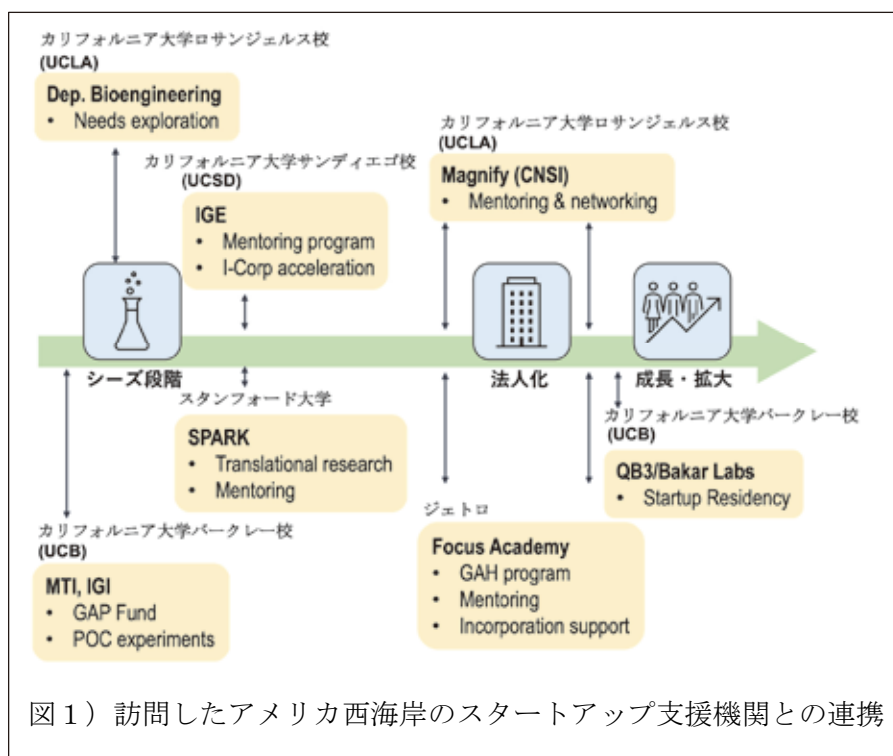 カリフォルニア大学ロサンジェルス校
(UCLA)
Dep. Bioengineering
• Needs exploration
カリフォルニア大学サンディエゴ校
(UCSD)
IGE
• Mentoring program
• I-Corp acceleration
カリフォルニア大学ロサンジェルス校
(UCLA)
Magnify (CNSI)
• Mentoring & networking
シーズ段階
法人化
成長・拡大
スタンフォード大学
SPARK
• Translational research
• Mentoring
カリフォルニア大学バークレー校
(UCB)
QB3/Bakar Labs
• Startup Residency
カリフォルニア大学バークレー校
(UCB)
MTI, IGI
• GAP Fund
• POC experiments
ジェトロ
Focus Academy
• GAH program
• Mentoring
• Incorporation support
図1）訪問したアメリカ西海岸のスタートアップ支援機関との連携